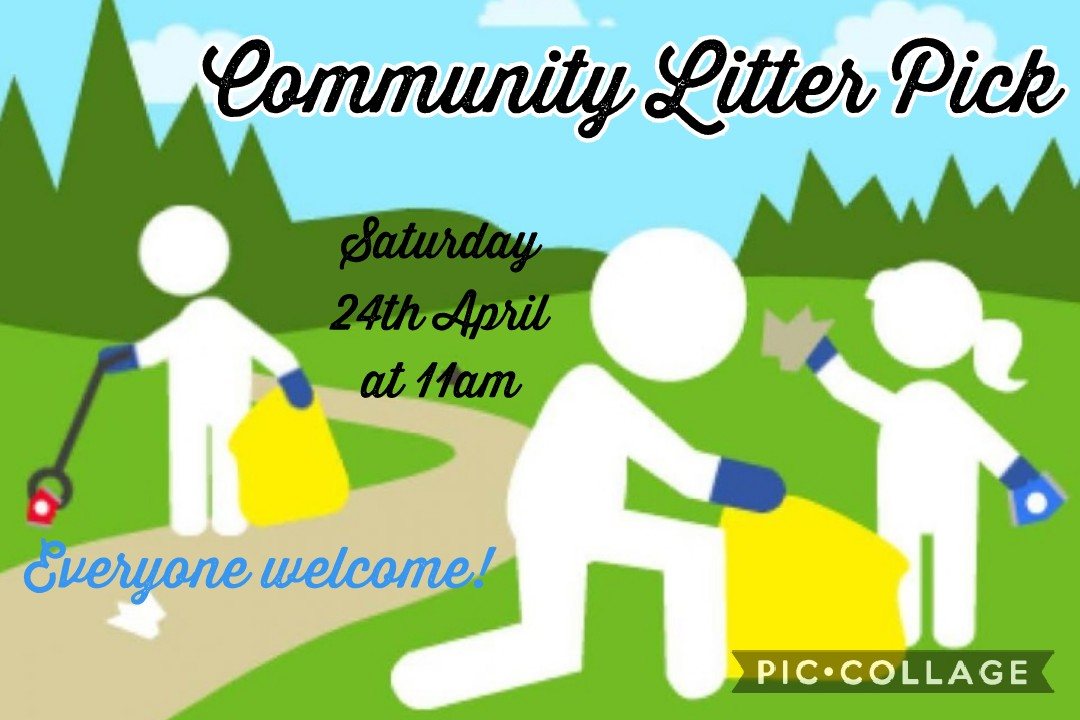 Community Litter Pick
Saturday
24th April
at 11am
Everyone welcome!
PIC•COLLAGE